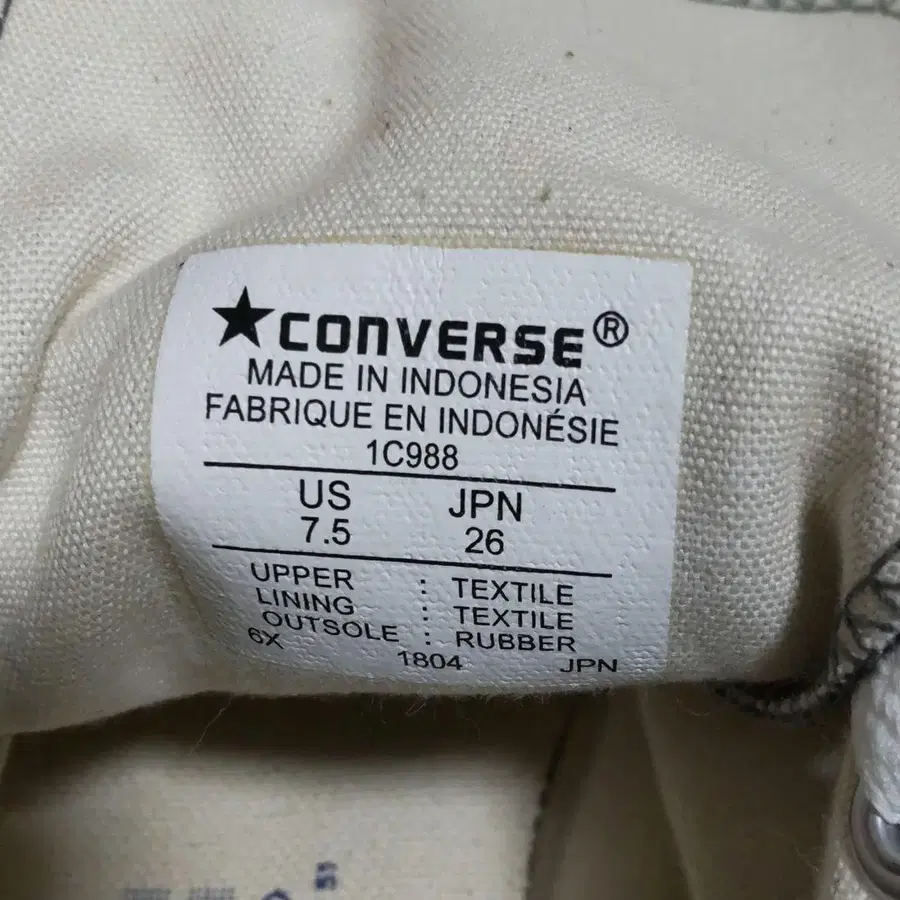 ★CONVERSE®
MADE IN INDONESIA
FABRIQUE EN INDONÉSIE
1C988
US JPN
7.5 26
UPPER : TEXTILE
LINING : TEXTILE
OUTSOLE : RUBBER
6X 1804 JPN